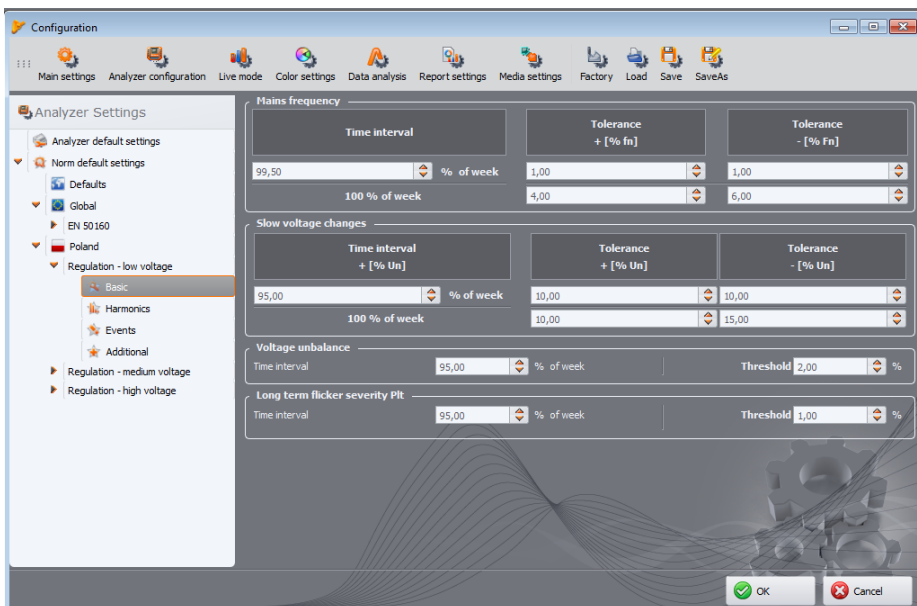 Configuration
Main settings Analyzer configuration Live mode Color settings Data analysis Report settings Media settings Factory Load Save SaveAs
Analyzer Settings
Analyzer default settings
Norm default settings
Defaults
Global
EN 50160
Poland
Regulation - low voltage
Basic
Harmonics
Events
Additional
Regulation - medium voltage
Regulation - high voltage
Mains frequency
Time interval
Tolerance
+ [% fn]
Tolerance
- [% Fn]
99,50 % of week 1,00 1,00
100 % of week 4,00 6,00
Slow voltage changes
Time interval
+ [% Un]
Tolerance
+ [% Un]
Tolerance
- [% Un]
95,00 % of week 10,00 10,00
100 % of week 10,00 15,00
Voltage unbalance
Time interval 95,00 % of week Threshold 2,00 %
Long term flicker severity Plt
Time interval 95,00 % of week Threshold 1,00 %
OK Cancel